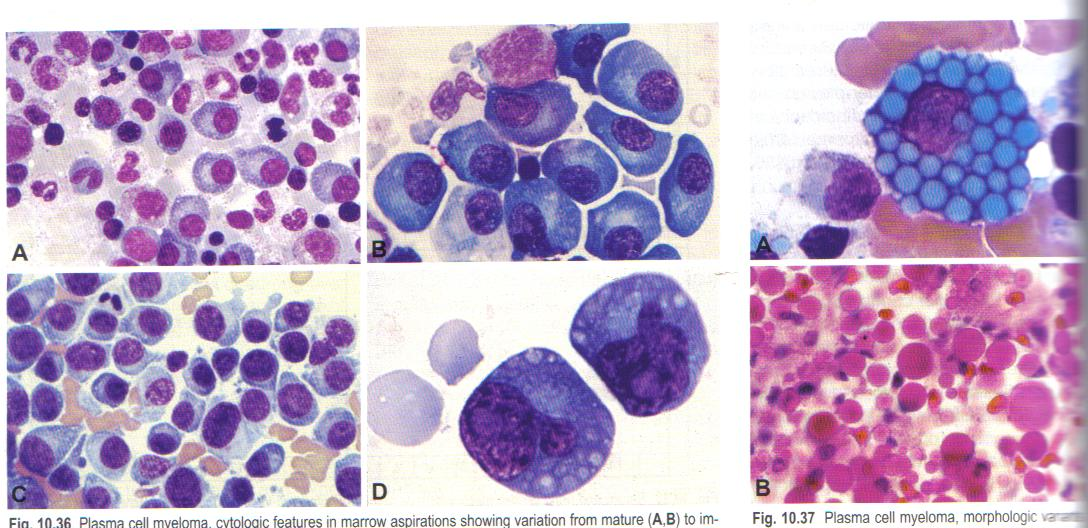 A
B
C
D
Fig. 10.36 Plasma cell myeloma, cytologic features in marrow aspirations showing variation from mature (A,B) to im-
A
B
Fig. 10.37 Plasma cell myeloma, morphologic